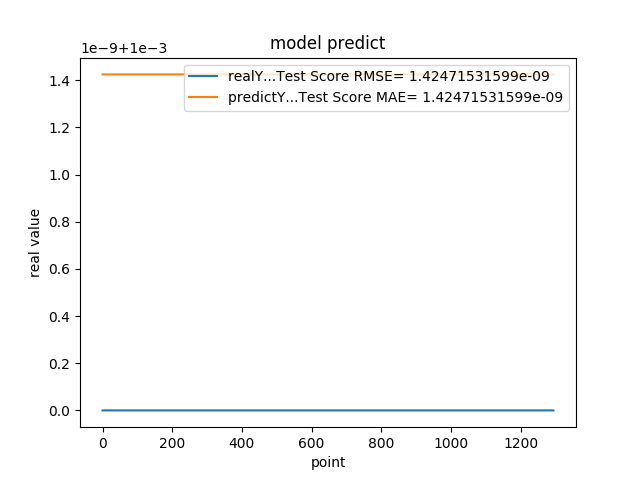 model predict
1e−9+1e−3
realY...Test Score RMSE= 1.42471531599e-09
predictY...Test Score MAE= 1.42471531599e-09
1.4
1.2
1.0
0.8
0.6
0.4
0.2
0.0
real value
0 200 400 600 800 1000 1200
point